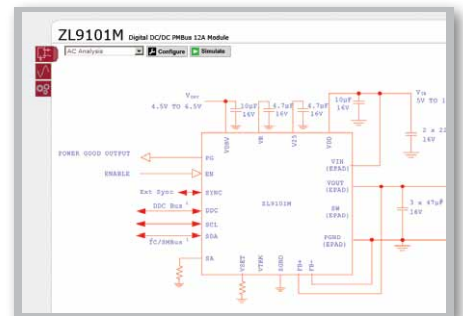 ZL9101M Digital DC/DC PMBus 12A Module
AC Analysis Configure Simulate
4.5V TO 6.5V
10µF 16V
4.7µF 16V
4.7µF 16V
10µF 16V
5V TO
2 x 22
16V
VDRV VR V25 VDD
POWER GOOD OUTPUT PG
ENABLE EN
Ext Sync SYNC
DDC Bus DDC
SCL
I²C/SMBus SDA
SA
ZL9101M
VIN (EPAD)
VOUT (EPAD)
SW (EPAD)
PGND (EPAD)
3 x 47µF
16V
VSET VTRK SGND FB+ FB-